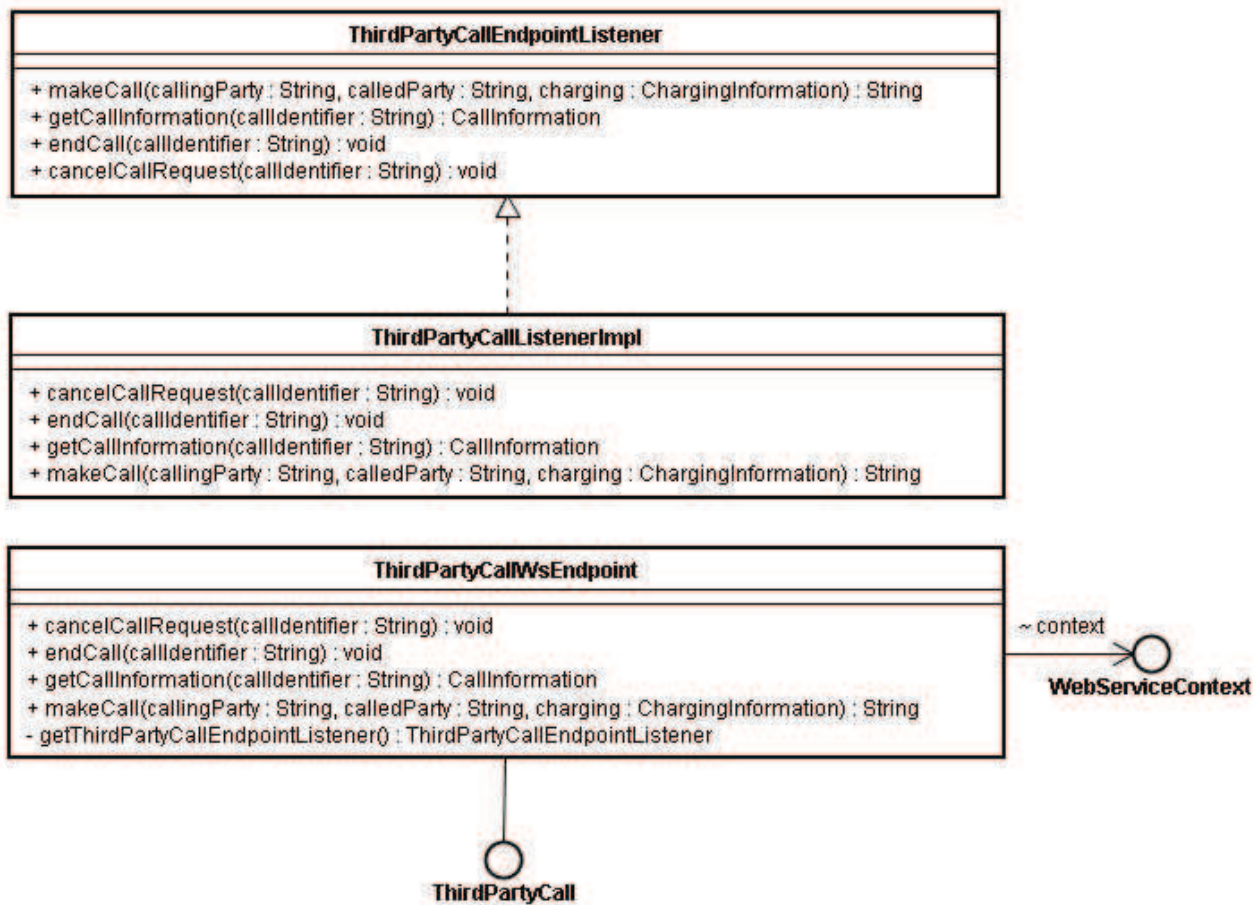 ThirdPartyCallEndpointListener
+ makeCall(callingParty : String, calledParty : String, charging : ChargingInformation) : String
+ getCallInformation(callIdentifier : String) : CallInformation
+ endCall(callIdentifier : String) : void
+ cancelCallRequest(callIdentifier : String) : void
ThirdPartyCallListenerImpl
+ cancelCallRequest(callIdentifier : String) : void
+ endCall(callIdentifier : String) : void
+ getCallInformation(callIdentifier : String) : CallInformation
+ makeCall(callingParty : String, calledParty : String, charging : ChargingInformation) : String
ThirdPartyCallWsEndpoint
+ cancelCallRequest(callIdentifier : String) : void
+ endCall(callIdentifier : String) : void
+ getCallInformation(callIdentifier : String) : CallInformation
+ makeCall(callingParty : String, calledParty : String, charging : ChargingInformation) : String
- getThirdPartyCallEndpointListener() : ThirdPartyCallEndpointListener
~ context
WebServiceContext
ThirdPartyCall